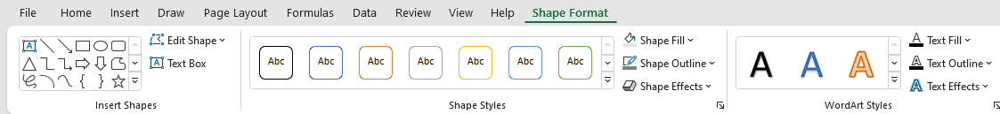 File Home Insert Draw Page Layout Formulas Data Review View Help Shape Format
A Edit Shape
A Text Box
Insert Shapes
Abc Abc Abc Abc Abc Abc Abc
Shape Fill
Shape Outline
Shape Effects
Shape Styles
A A A
A Text Fill
A Text Outline
A Text Effects
WordArt Styles